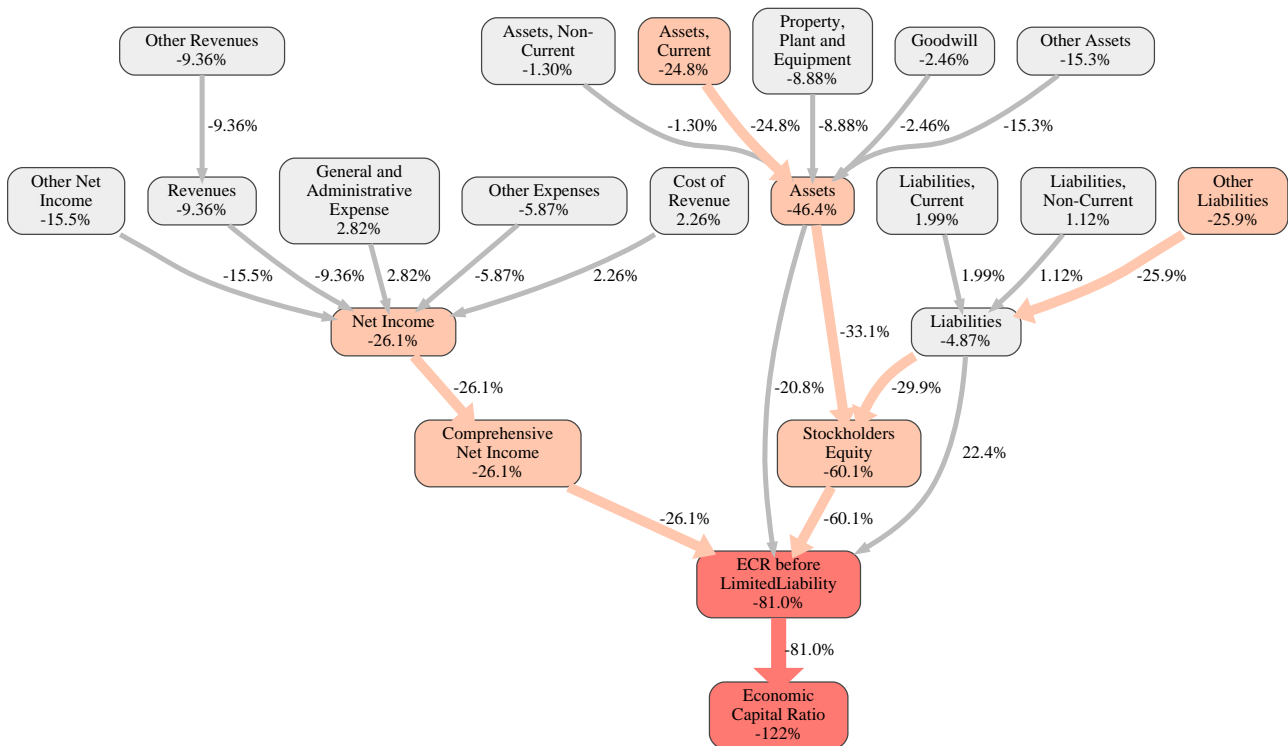 Other Revenues
-9.36%
Assets, Non-
Current
-1.30%
Assets,
Current
-24.8%
Property,
Plant and
Equipment
-8.88%
Goodwill
-2.46%
Other Assets
-15.3%
-9.36%
-1.30%
-24.8%
-8.88%
-2.46%
-15.3%
Other Net
Income
-15.5%
Revenues
-9.36%
General and
Administrative
Expense
2.82%
Other Expenses
-5.87%
Cost of
Revenue
2.26%
Assets
-46.4%
Liabilities,
Current
1.99%
Liabilities,
Non-Current
1.12%
Other
Liabilities
-25.9%
-15.5%
-9.36%
2.82%
-5.87%
2.26%
1.99%
1.12%
-25.9%
Net Income
-26.1%
-33.1%
Liabilities
-4.87%
-26.1%
-20.8%
-29.9%
Comprehensive
Net Income
-26.1%
Stockholders
Equity
-60.1%
22.4%
-26.1%
-60.1%
ECR before
LimitedLiability
-81.0%
-81.0%
Economic
Capital Ratio
-122%